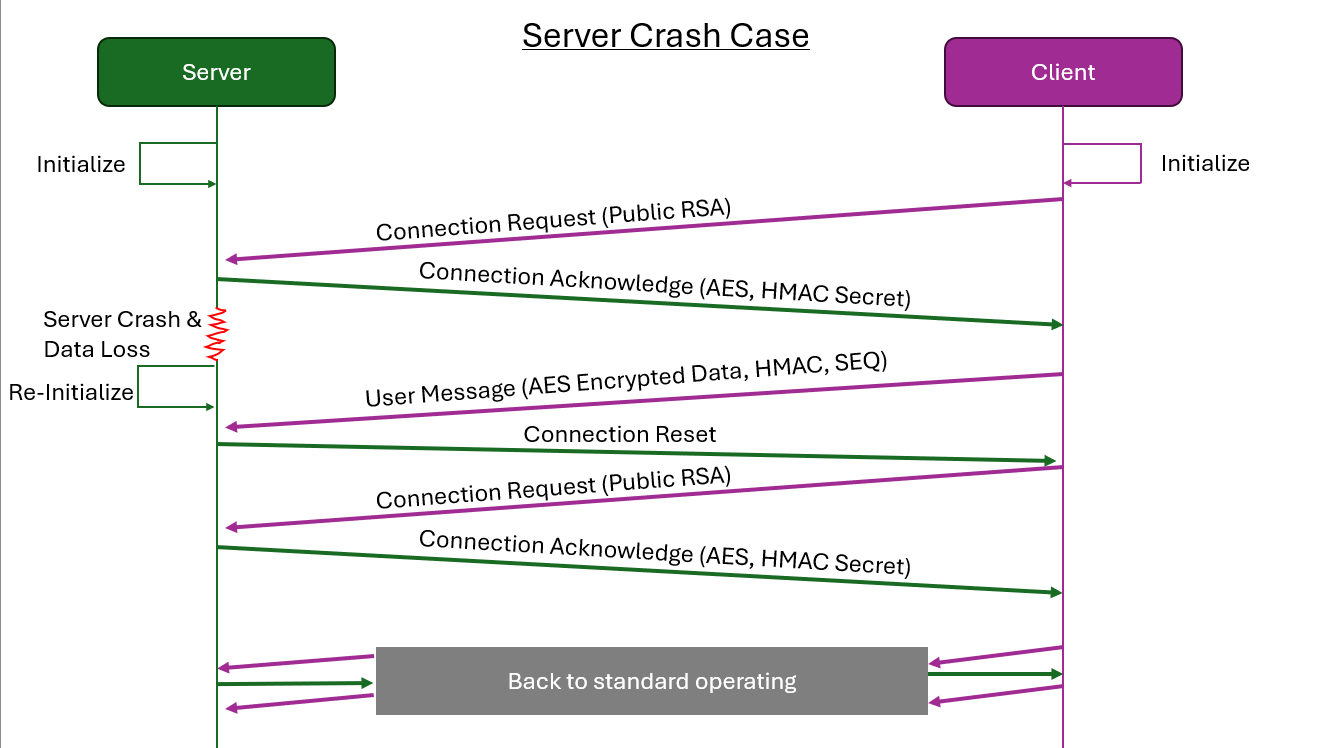 Server Crash Case
Server
Client
Initialize
Initialize
Connection Request (Public RSA)
Connection Acknowledge (AES, HMAC Secret)
Server Crash &
Data Loss
User Message (AES Encrypted Data, HMAC, SEQ)
Re-Initialize
Connection Reset
Connection Request (Public RSA)
Connection Acknowledge (AES, HMAC Secret)
Back to standard operating